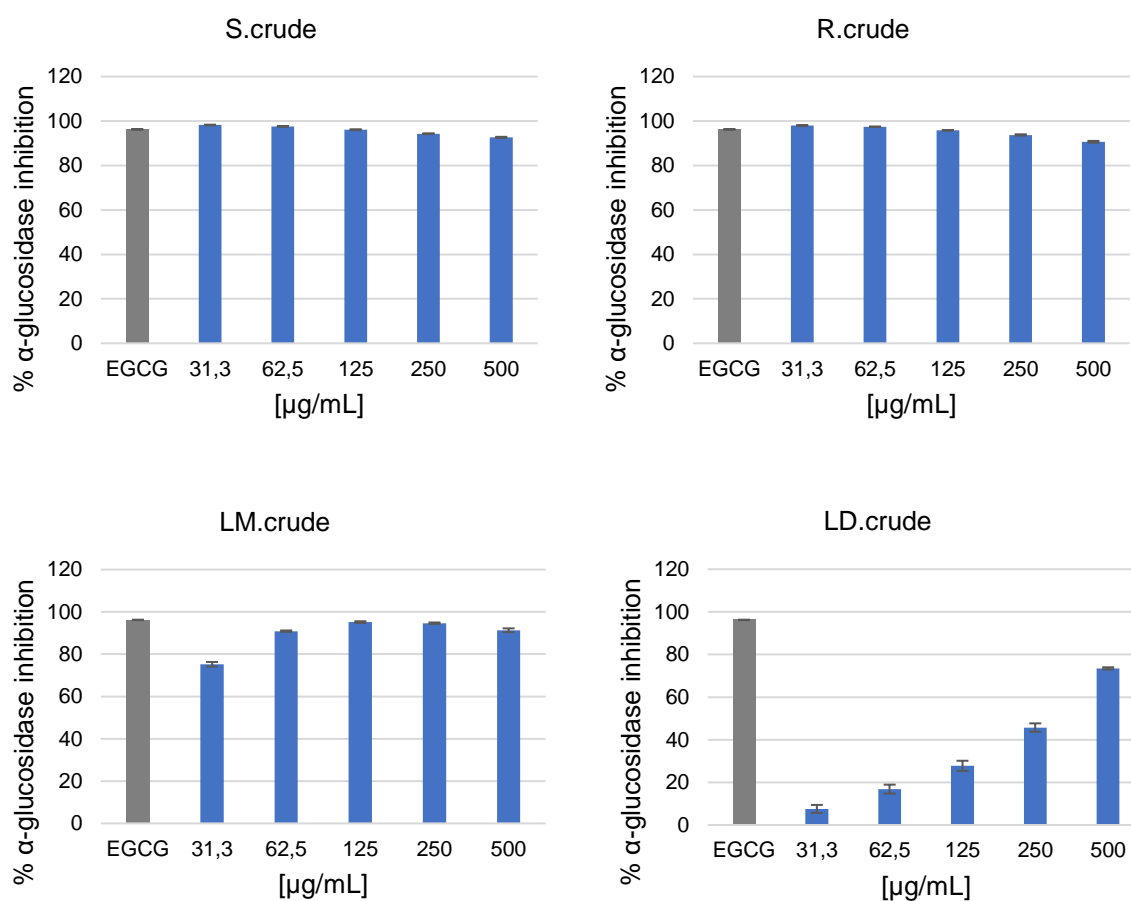 S.crude
% α-glucosidase inhibition
120
100
80
60
40
20
0
EGCG 31,3 62,5 125 250 500
[µg/mL]
R.crude
% α-glucosidase inhibition
120
100
80
60
40
20
0
EGCG 31,3 62,5 125 250 500
[µg/mL]
LM.crude
% α-glucosidase inhibition
120
100
80
60
40
20
0
EGCG 31,3 62,5 125 250 500
[µg/mL]
LD.crude
% α-glucosidase inhibition
120
100
80
60
40
20
0
EGCG 31,3 62,5 125 250 500
[µg/mL]